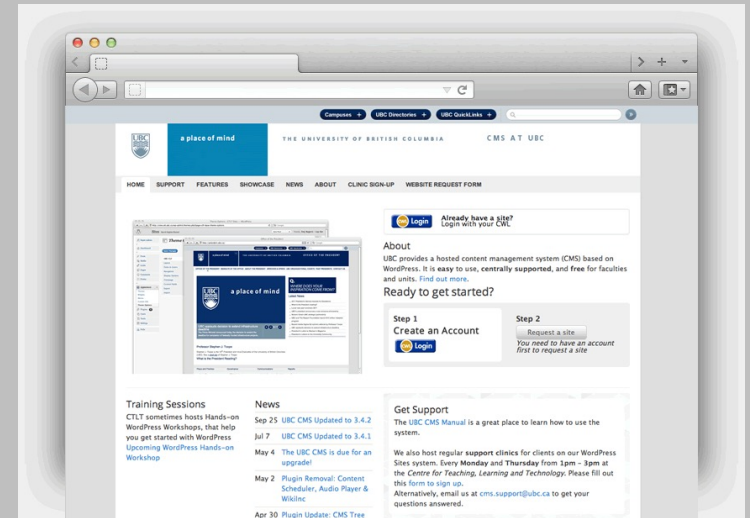 Campuses +
UBC Directories +
UBC QuickLinks +
UBC
a place of mind
THE UNIVERSITY OF BRITISH COLUMBIA
CMS AT UBC
HOME SUPPORT FEATURES SHOWCASE NEWS ABOUT CLINIC SIGN-UP WEBSITE REQUEST FORM
a place of mind
CWL Login
Already have a site?
Login with your CWL
About
UBC provides a hosted content management system (CMS) based on
WordPress. It is easy to use, centrally supported, and free for faculties
and units. Find out more.
Ready to get started?
Step 1
Create an Account
CWL Login
Step 2
Request a site
You need to have an account
first to request a site
Training Sessions
CTLT sometimes hosts Hands-on
WordPress Workshops, that help
you get started with WordPress
Upcoming WordPress Hands-on
Workshop
News
Sep 25 UBC CMS Updated to 3.4.2
Jul 7 UBC CMS Updated to 3.4.1
May 4 The UBC CMS is due for an
upgrade!
May 2 Plugin Removal: Content
Scheduler, Audio Player &
WikiInc
Apr 30 Plugin Update: CMS Tree
Get Support
The UBC CMS Manual is a great place to learn how to use the
system.
We also host regular support clinics for clients on our WordPress
Sites system. Every Monday and Thursday from 1pm – 3pm at
the Centre for Teaching, Learning and Technology. Please fill out
this form to sign up.
Alternatively, email us at cms.support@ubc.ca to get your
questions answered.